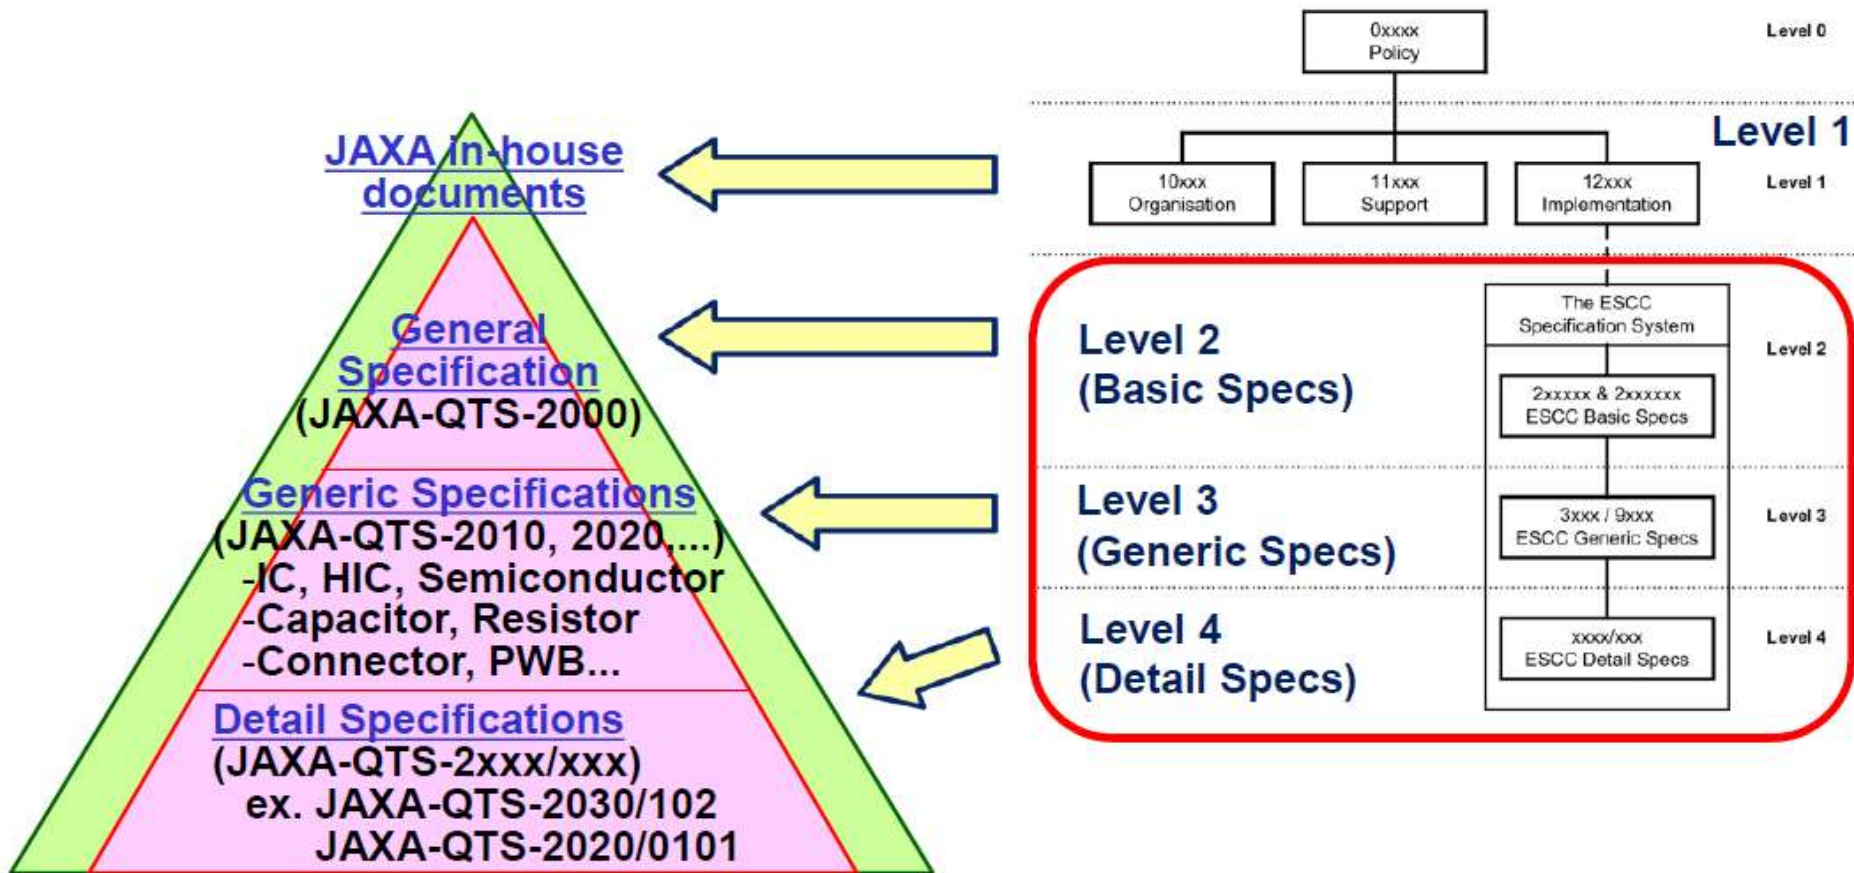 JAXA in-house
documents
General
Specification
(JAXA-QTS-2000)
Generic Specifications
(JAXA-QTS-2010, 2020,...)
-IC, HIC, Semiconductor
-Capacitor, Resistor
-Connector, PWB...
Detail Specifications
(JAXA-QTS-2xxx/xxx)
ex. JAXA-QTS-2030/102
JAXA-QTS-2020/0101
0xxxx
Policy
Level 0
Level 1
10xxx
Organisation
11xxx
Support
12xxx
Implementation
Level 1
Level 2
(Basic Specs)
The ESCC
Specification System
Level 2
2xxxxx & 2xxxxxx
ESCC Basic Specs
Level 3
(Generic Specs)
3xxx / 9xxx
ESCC Generic Specs
Level 3
Level 4
(Detail Specs)
xxxx/xxx
ESCC Detail Specs
Level 4